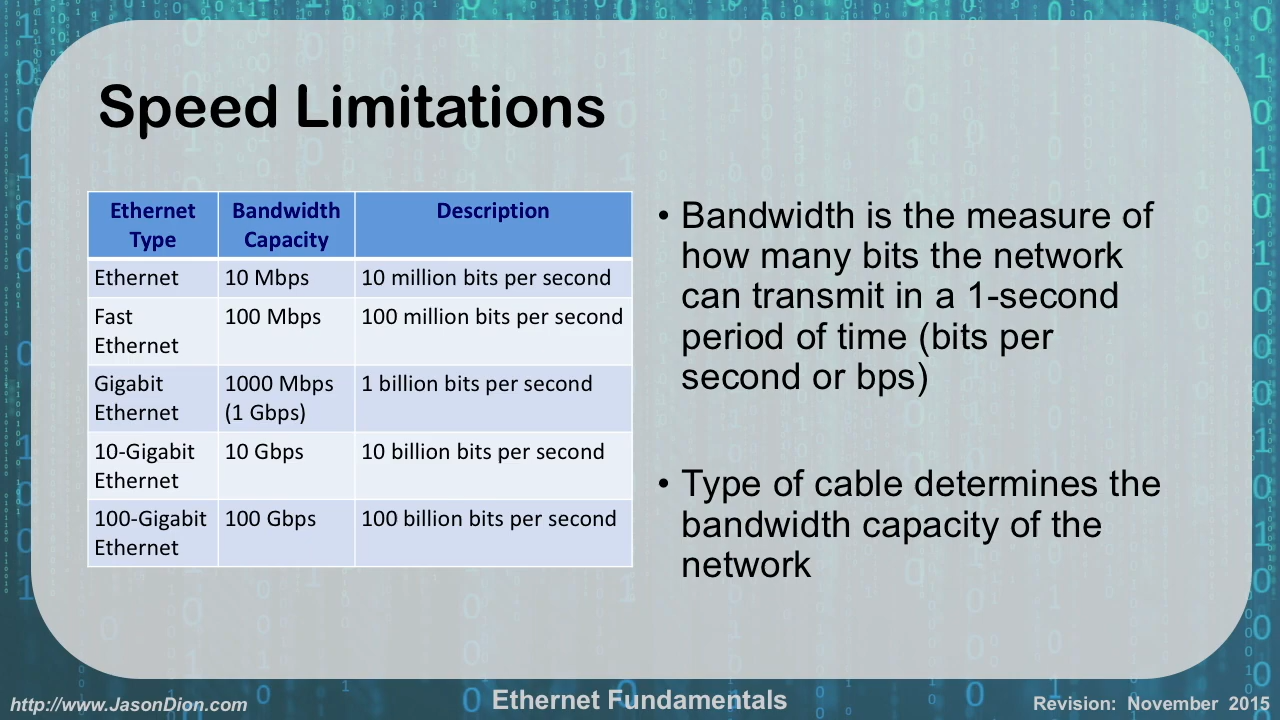 Speed Limitations
Ethernet Type
Bandwidth Capacity
Description
Ethernet
10 Mbps
10 million bits per second
Fast Ethernet
100 Mbps
100 million bits per second
Gigabit Ethernet
1000 Mbps (1 Gbps)
1 billion bits per second
10-Gigabit Ethernet
10 Gbps
10 billion bits per second
100-Gigabit Ethernet
100 Gbps
100 billion bits per second
• Bandwidth is the measure of
how many bits the network
can transmit in a 1-second
period of time (bits per
second or bps)
• Type of cable determines the
bandwidth capacity of the
network
http://www.JasonDion.com
Ethernet Fundamentals
Revision: November 2015